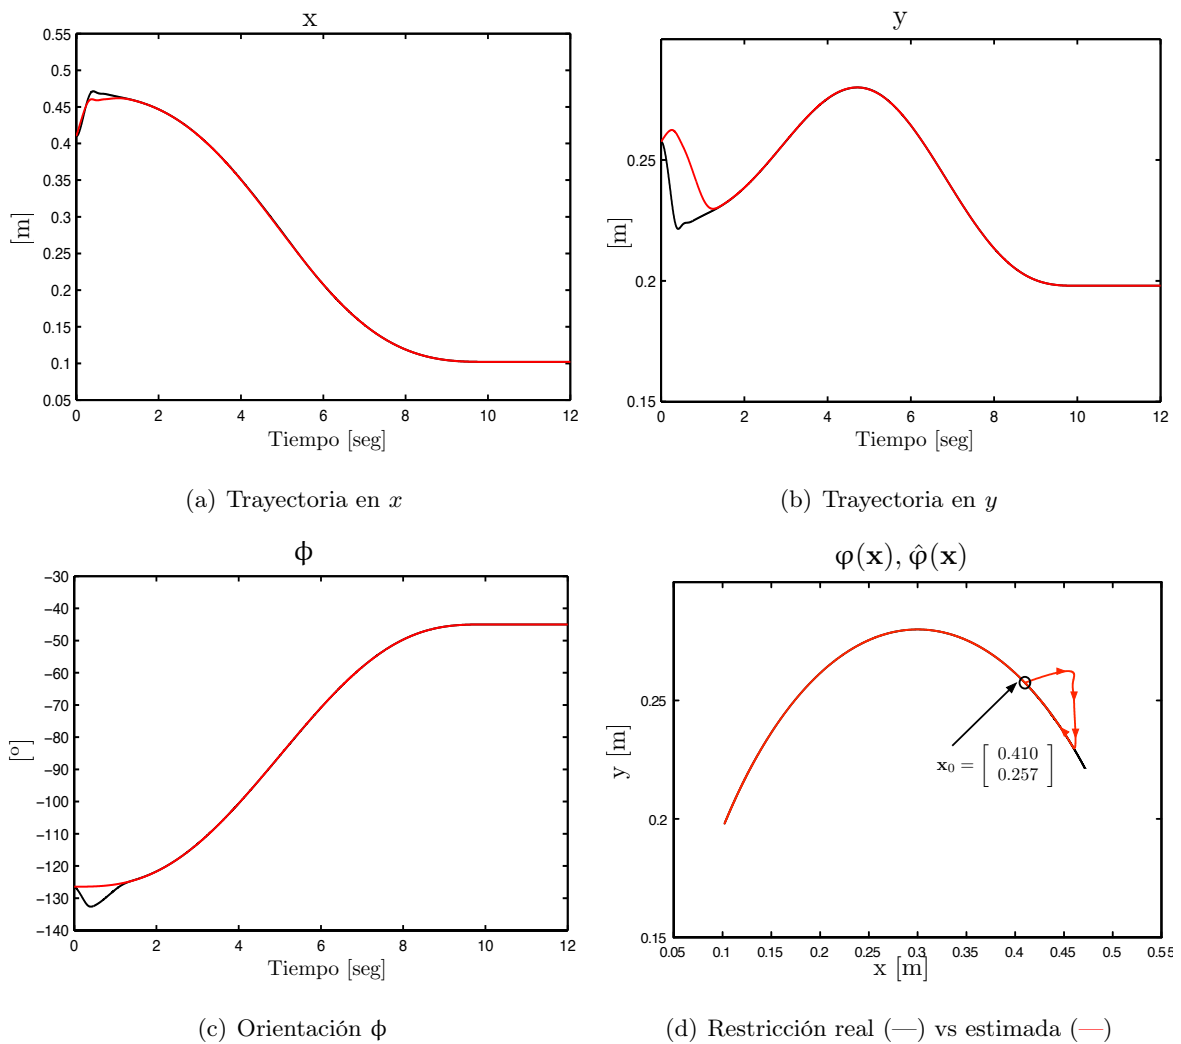 x
0.55
0.5
0.45
0.4
0.35
0.3
0.25
0.2
0.15
0.1
0.05
[m]
0 2 4 6 8 10 12
Tiempo [seg]
(a) Trayectoria en x
y
0.25
0.2
0.15
[m]
0 2 4 6 8 10 12
Tiempo [seg]
(b) Trayectoria en y
ϕ
−30
−40
−50
−60
−70
−80
−90
−100
−110
−120
−130
−140
[°]
0 2 4 6 8 10 12
Tiempo [seg]
(c) Orientación ϕ
φ(x), φ̂(x)
0.25
0.2
0.15
y [m]
x₀ = [ 0.410 0.257 ]
0.05 0.1 0.15 0.2 0.25 0.3 0.35 0.4 0.45 0.5 0.55
x [m]
(d) Restricción real (—) vs estimada (—)